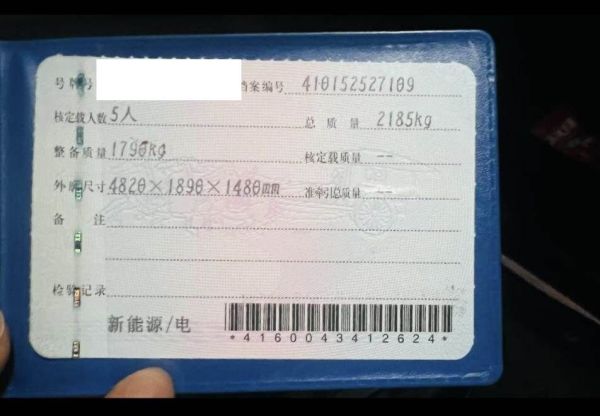 号牌号 档案编号 410152527109
核定载人数 5人 总质量 2185kg
整备质量 1790kg 核定载质量 --
外廓尺寸 4820×1890×1480mm 准牵引总质量 --
备注
检验记录
新能源/电
*4160043412624*